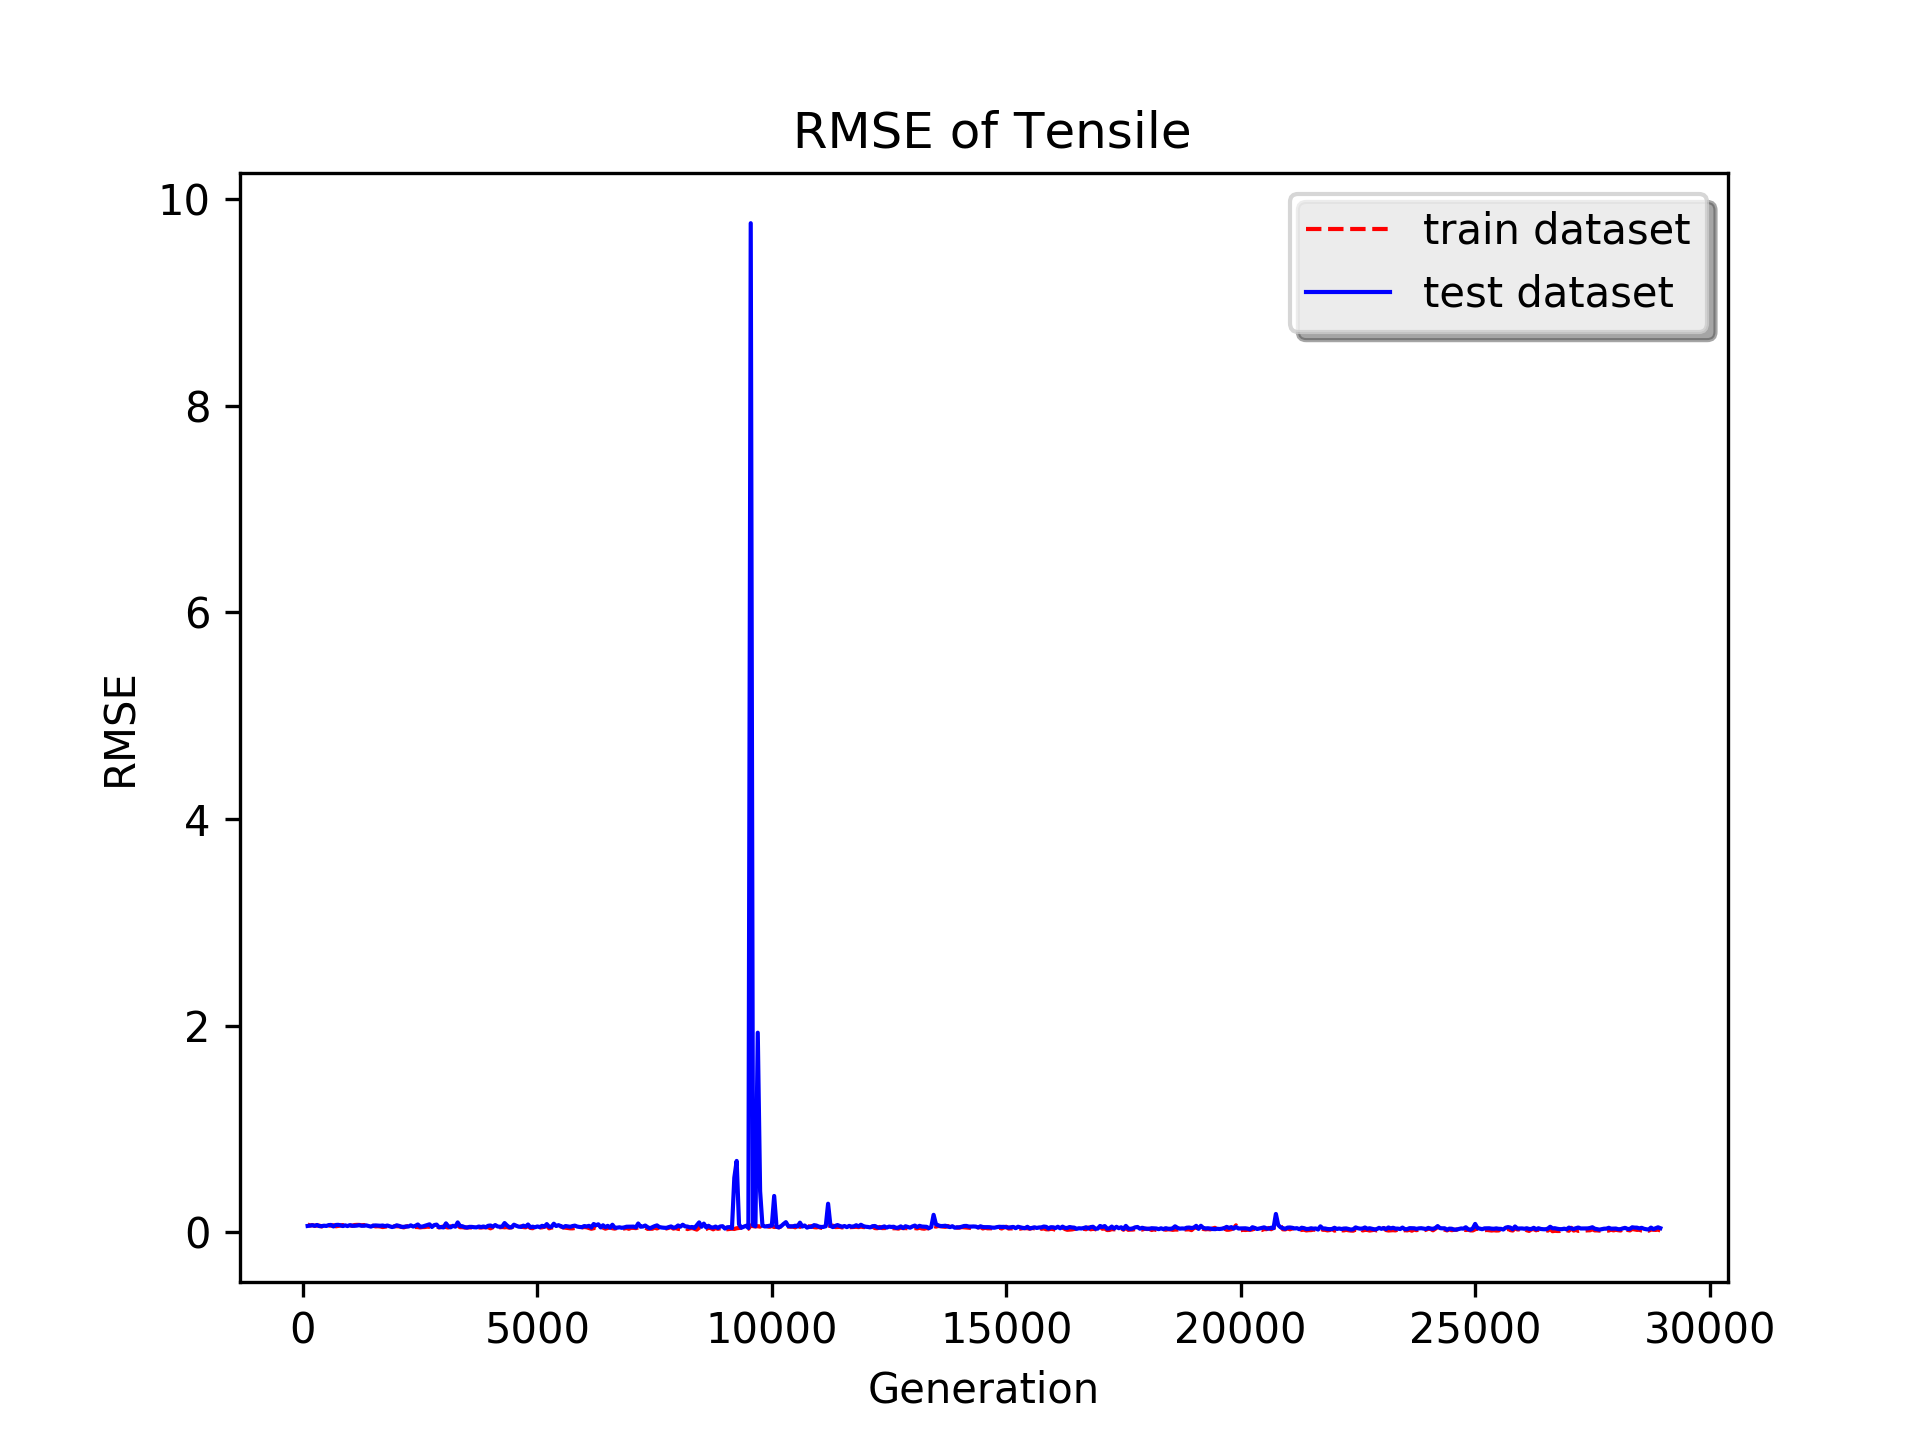 RMSE of Tensile
train dataset
test dataset
10
8
6
4
2
0
RMSE
0 5000 10000 15000 20000 25000 30000
Generation